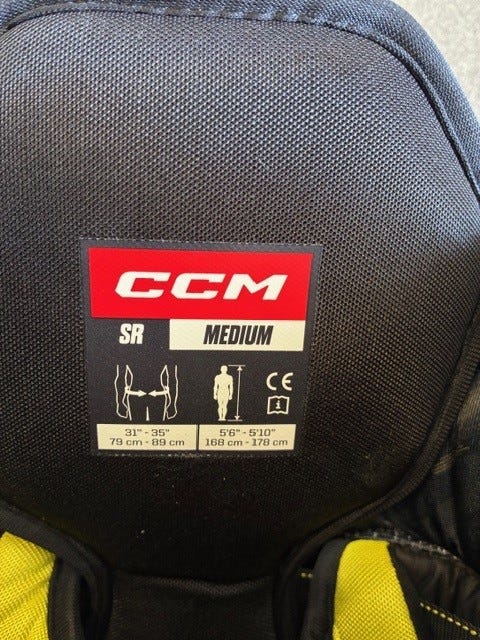 CCM
SR MEDIUM
CE
i
31" - 35" 5'6" - 5'10"
79 cm - 89 cm 168 cm - 178 cm